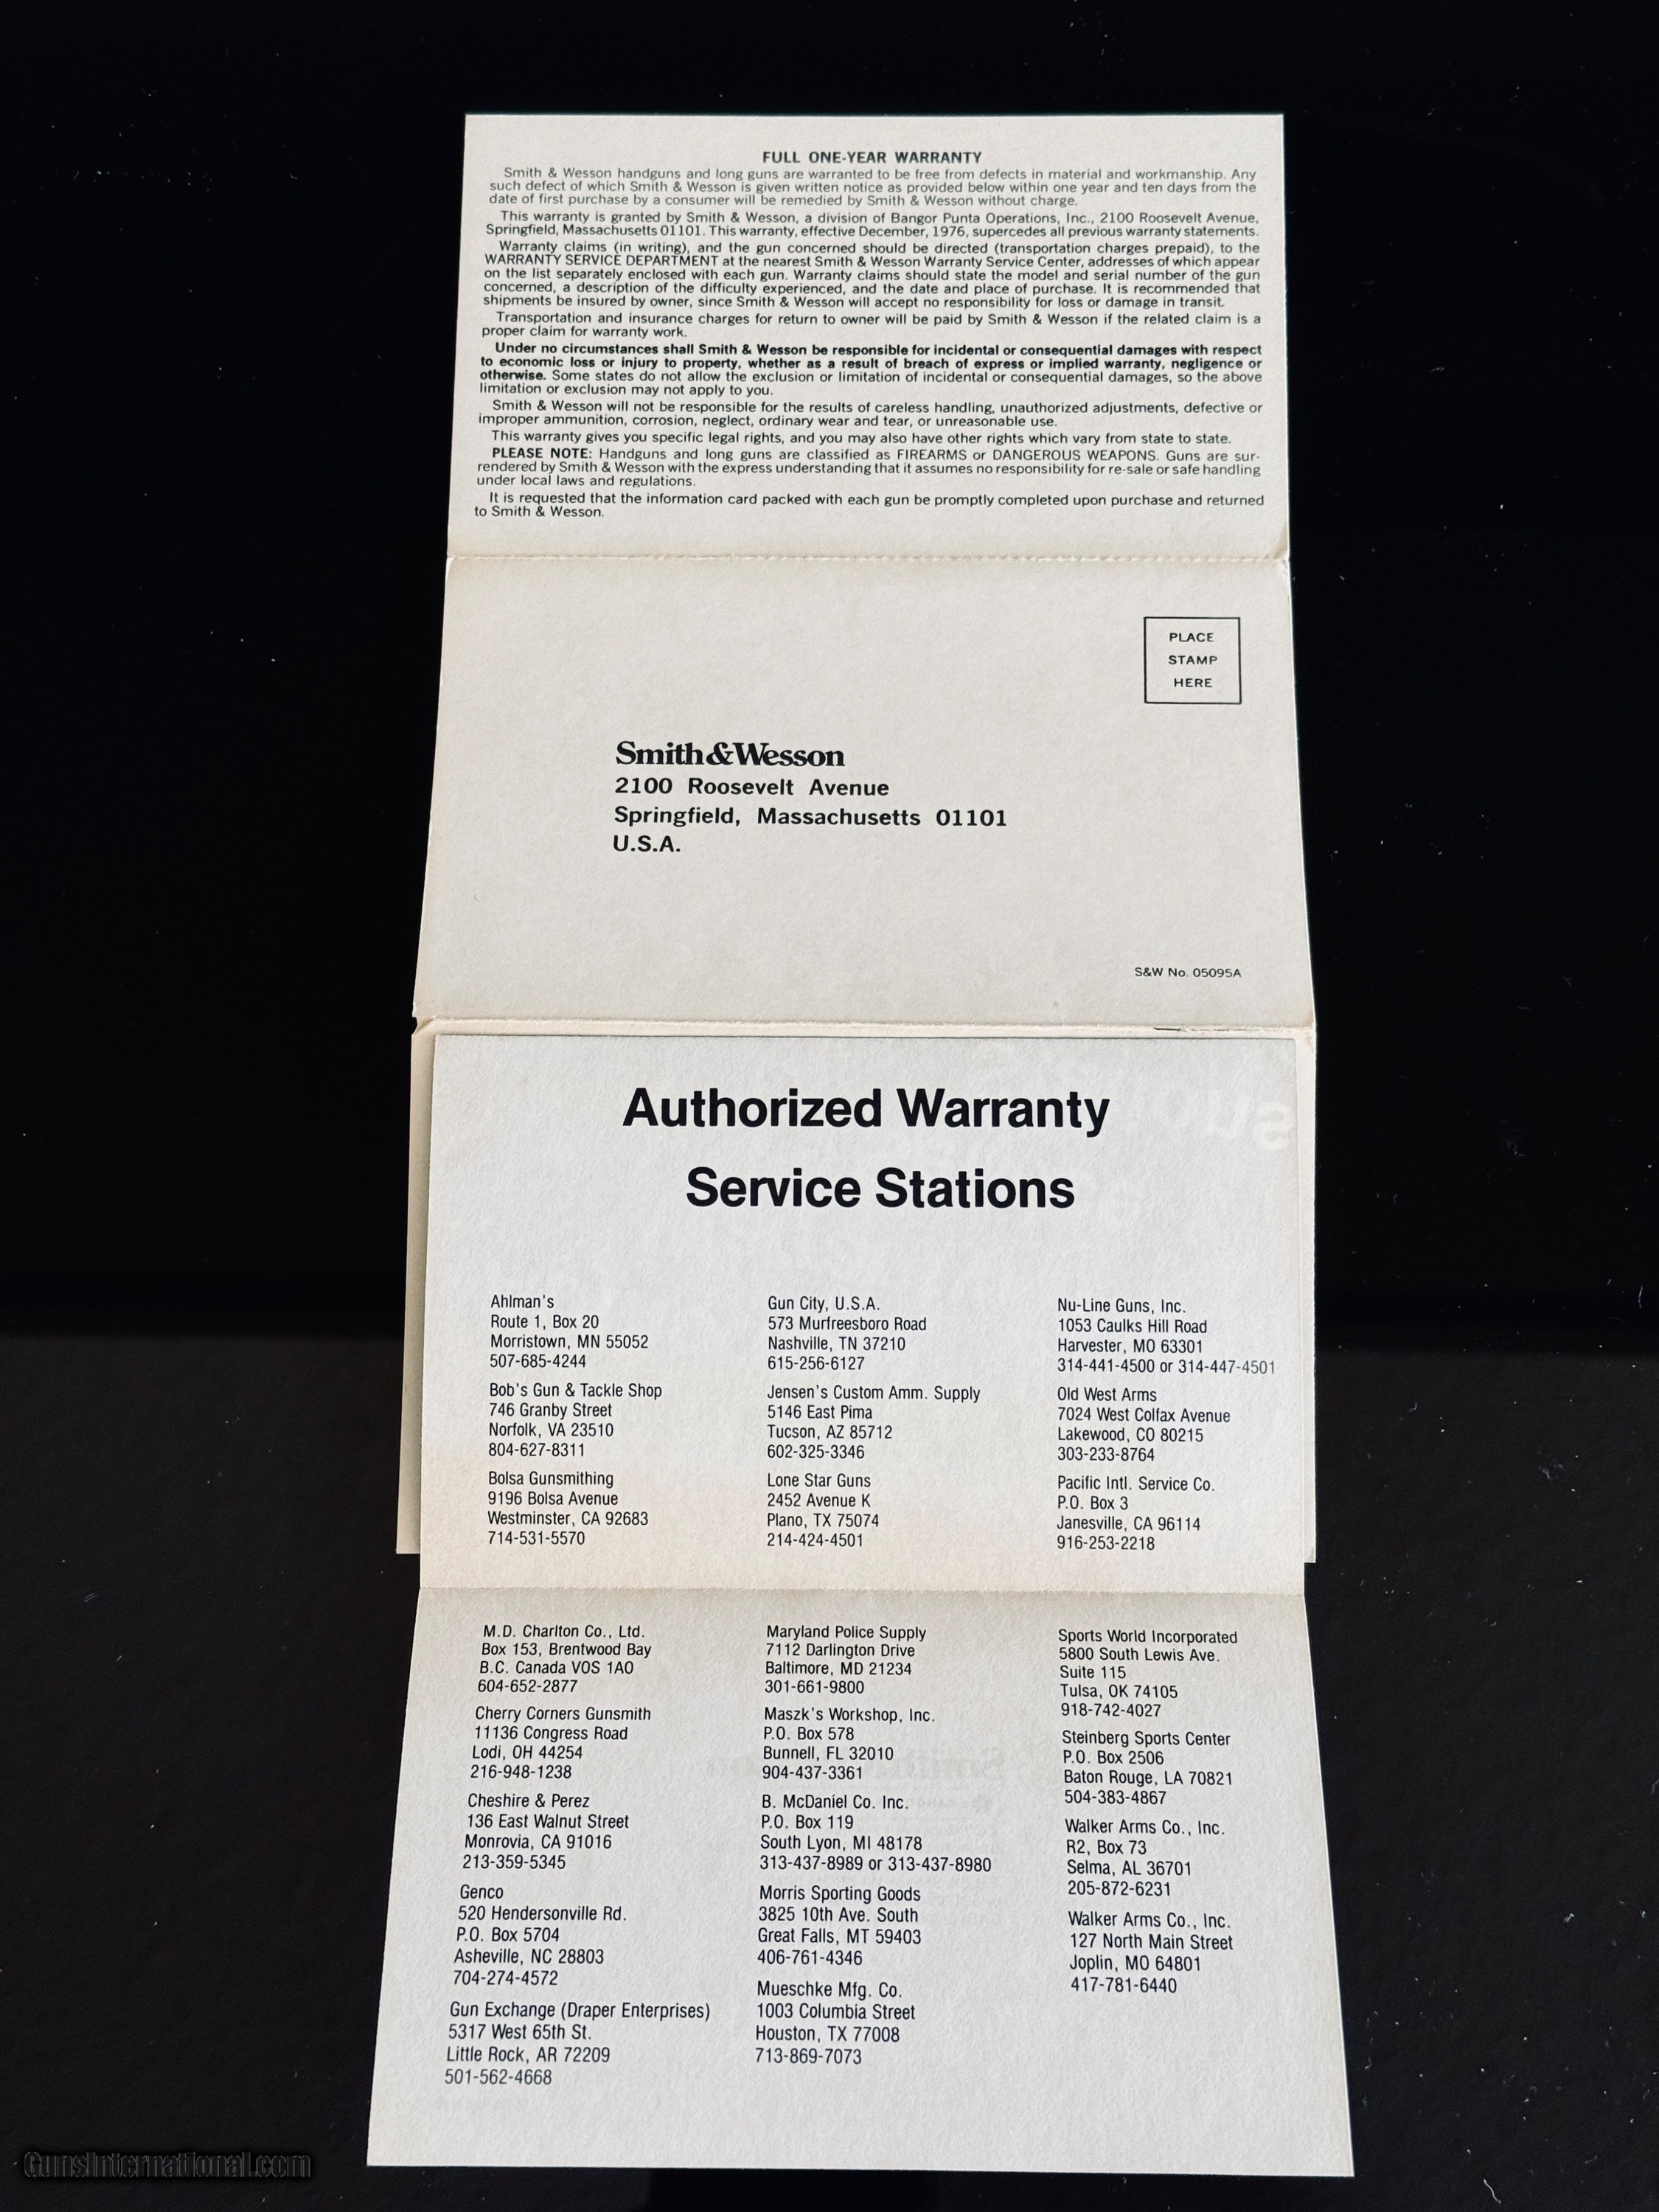 FULL ONE-YEAR WARRANTY
Smith & Wesson handguns and long guns are warranted to be free from defects in material and workmanship. Any
such defect of which Smith & Wesson is given written notice as provided below within one year and ten days from the
date of first purchase by a consumer will be remedied by Smith & Wesson without charge.
This warranty is granted by Smith & Wesson, a division of Bangor Punta Operations, Inc., 2100 Roosevelt Avenue,
Springfield, Massachusetts 01101. This warranty, effective December, 1976, supercedes all previous warranty statements.
Warranty claims (in writing), and the gun concerned should be directed (transportation charges prepaid), to the
WARRANTY SERVICE DEPARTMENT at the nearest Smith & Wesson Warranty Service Center, addresses of which appear
on the list separately enclosed with each gun. Warranty claims should state the model and serial number of the gun
concerned, a description of the difficulty experienced, and the date and place of purchase. It is recommended that
shipments be insured by owner, since Smith & Wesson will accept no responsibility for loss or damage in transit.
Transportation and insurance charges for return to owner will be paid by Smith & Wesson if the related claim is a
proper claim for warranty work.
Under no circumstances shall Smith & Wesson be responsible for incidental or consequential damages with respect
to economic loss or injury to property, whether as a result of breach of express or implied warranty, negligence or
otherwise. Some states do not allow the exclusion or limitation of incidental or consequential damages, so the above
limitation or exclusion may not apply to you.
Smith & Wesson will not be responsible for the results of careless handling, unauthorized adjustments, defective or
improper ammunition, corrosion, neglect, ordinary wear and tear, or unreasonable use.
This warranty gives you specific legal rights, and you may also have other rights which vary from state to state.
PLEASE NOTE: Handguns and long guns are classified as FIREARMS or DANGEROUS WEAPONS. Guns are sur-
rendered by Smith & Wesson with the express understanding that it assumes no responsibility for re-sale or safe handling
under local laws and regulations.
It is requested that the information card packed with each gun be promptly completed upon purchase and returned
to Smith & Wesson.
PLACE
STAMP
HERE
Smith & Wesson
2100 Roosevelt Avenue
Springfield, Massachusetts 01101
U.S.A.
S&W No. 05095A
Authorized Warranty
Service Stations
Ahlman's
Route 1, Box 20
Morristown, MN 55052
507-685-4244
Bob's Gun & Tackle Shop
746 Granby Street
Norfolk, VA 23510
804-627-8311
Bolsa Gunsmithing
9196 Bolsa Avenue
Westminster, CA 92683
714-531-5570
Gun City, U.S.A.
573 Murfreesboro Road
Nashville, TN 37210
615-256-6127
Jensen's Custom Amm. Supply
5146 East Pima
Tucson, AZ 85712
602-325-3346
Lone Star Guns
2452 Avenue K
Plano, TX 75074
214-424-4501
Nu-Line Guns, Inc.
1053 Caulks Hill Road
Harvester, MO 63301
314-441-4500 or 314-447-4501
Old West Arms
7024 West Colfax Avenue
Lakewood, CO 80215
303-233-8764
Pacific Intl. Service Co.
P.O. Box 3
Janesville, CA 96114
916-253-2218
M.D. Charlton Co., Ltd.
Box 153, Brentwood Bay
B.C. Canada VOS 1AO
604-652-2877
Cherry Corners Gunsmith
11136 Congress Road
Lodi, OH 44254
216-948-1238
Cheshire & Perez
136 East Walnut Street
Monrovia, CA 91016
213-359-5345
Genco
520 Hendersonville Rd.
P.O. Box 5704
Asheville, NC 28803
704-274-4572
Gun Exchange (Draper Enterprises)
5317 West 65th St.
Little Rock, AR 72209
501-562-4668
Maryland Police Supply
7112 Darlington Drive
Baltimore, MD 21234
301-661-9800
Maszk's Workshop, Inc.
P.O. Box 578
Bunnell, FL 32010
904-437-3361
B. McDaniel Co. Inc.
P.O. Box 119
South Lyon, MI 48178
313-437-8989 or 313-437-8980
Morris Sporting Goods
3825 10th Ave. South
Great Falls, MT 59403
406-761-4346
Mueschke Mfg. Co.
1003 Columbia Street
Houston, TX 77008
713-869-7073
Sports World Incorporated
5800 South Lewis Ave.
Suite 115
Tulsa, OK 74105
918-742-4027
Steinberg Sports Center
P.O. Box 2506
Baton Rouge, LA 70821
504-383-4867
Walker Arms Co., Inc.
R2, Box 73
Selma, AL 36701
205-872-6231
Walker Arms Co., Inc.
127 North Main Street
Joplin, MO 64801
417-781-6440
GunsInternational.com